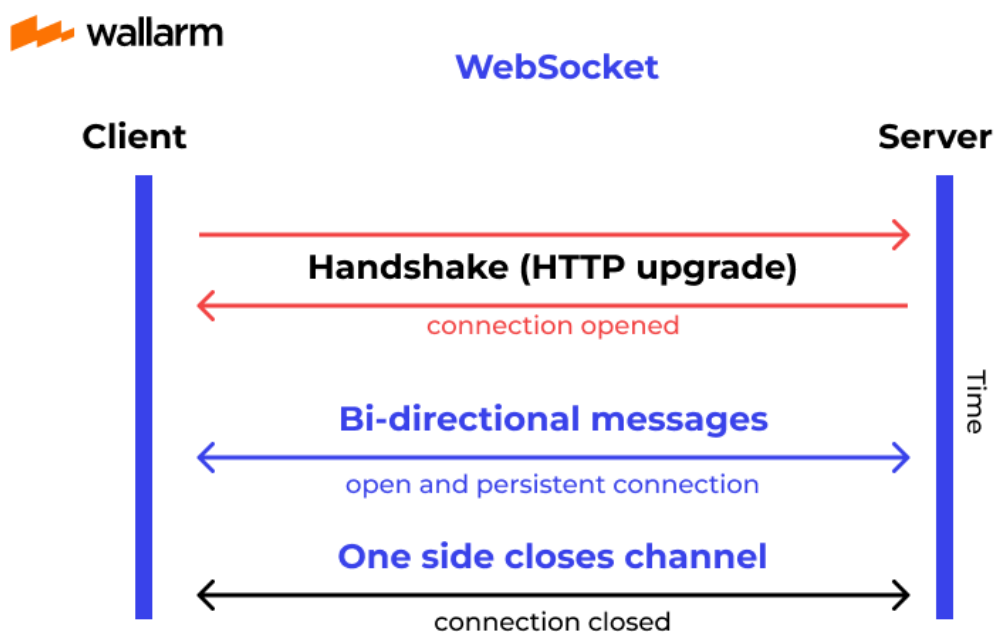 wallarm
WebSocket
Client
Server
Handshake (HTTP upgrade)
connection opened
Time
Bi-directional messages
open and persistent connection
One side closes channel
connection closed